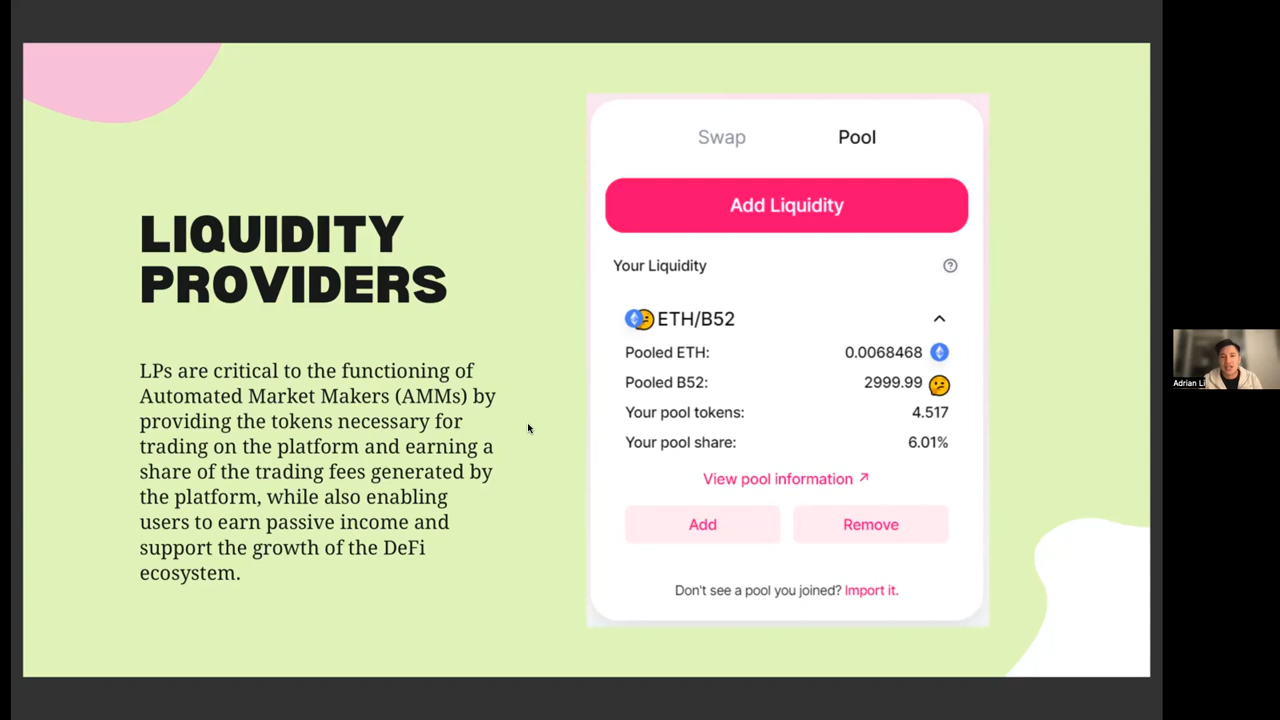 LIQUIDITY
PROVIDERS
LPs are critical to the functioning of
Automated Market Makers (AMMs) by
providing the tokens necessary for
trading on the platform and earning a
share of the trading fees generated by
the platform, while also enabling
users to earn passive income and
support the growth of the DeFi
ecosystem.
Swap Pool
Add Liquidity
Your Liquidity
ETH/B52
Pooled ETH: 0.0068468
Pooled B52: 2999.99
Your pool tokens: 4.517
Your pool share: 6.01%
View pool information ↗
Add Remove
Don't see a pool you joined? Import it.
Adrian Li